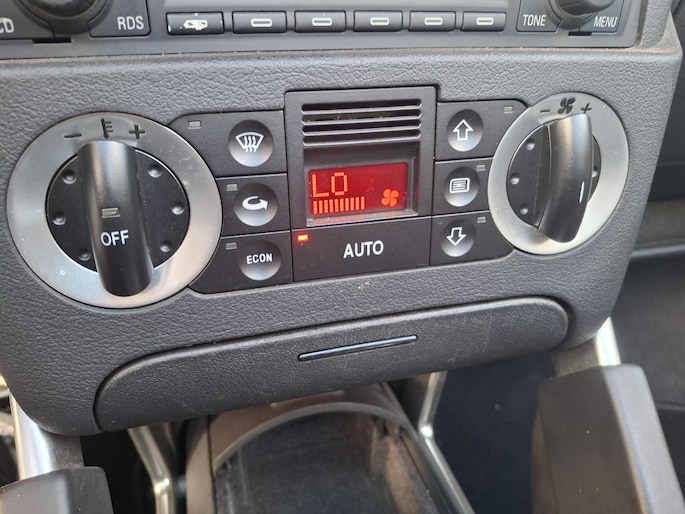 CD RDS TONE MENU
- + - +
LO
OFF ECON AUTO